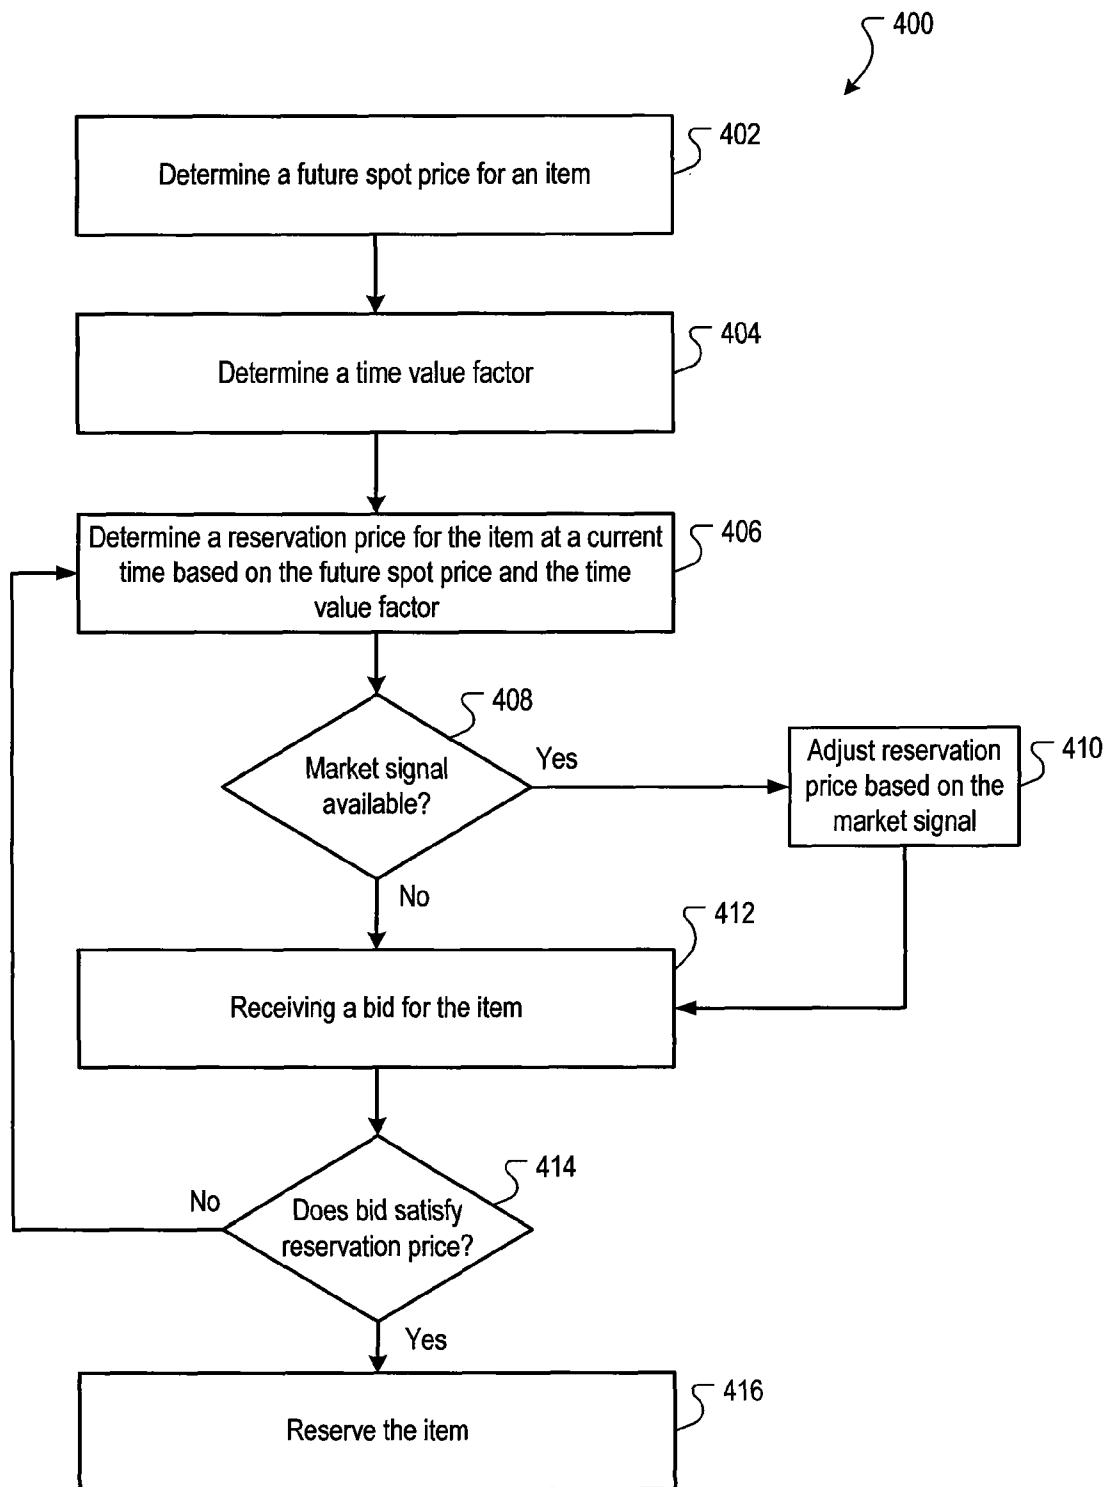 400
402
Determine a future spot price for an item
404
Determine a time value factor
406
Determine a reservation price for the item at a current
time based on the future spot price and the time
value factor
408
Market signal
available?
Yes
410
Adjust reservation
price based on the
market signal
No
412
Receiving a bid for the item
414
No
Does bid satisfy
reservation price?
Yes
416
Reserve the item